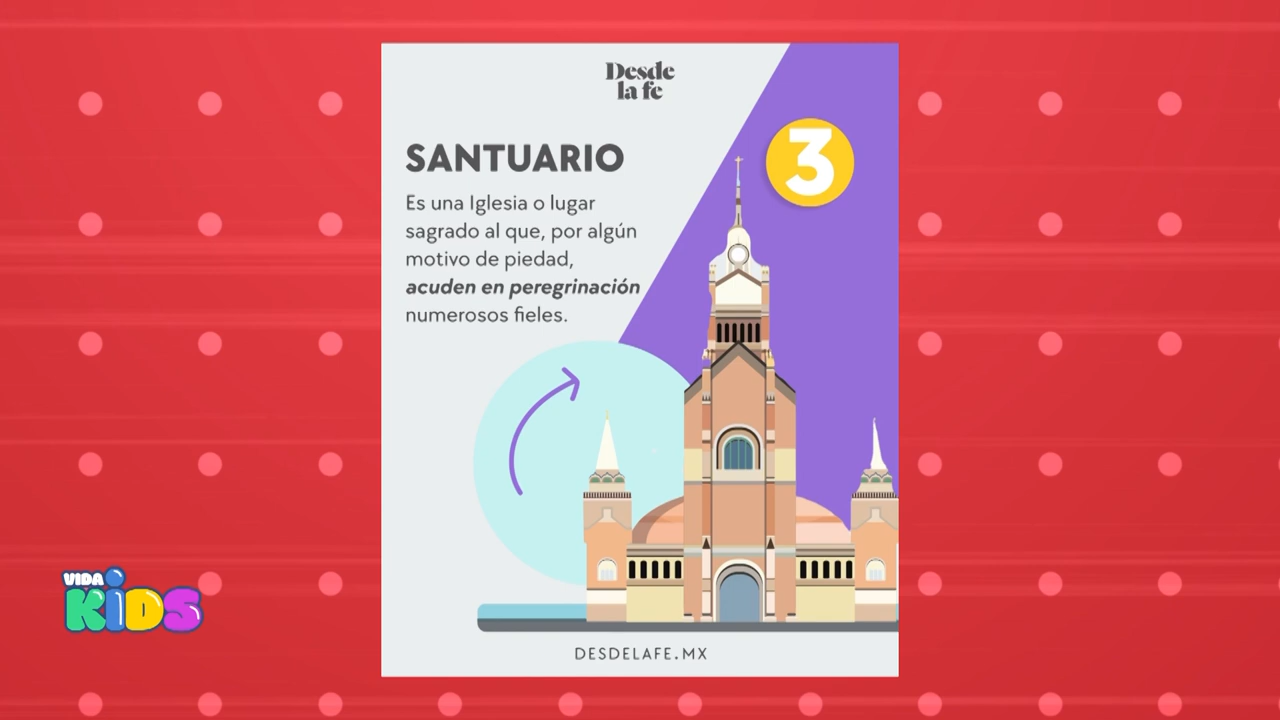 Desde
la fe
3
SANTUARIO
Es una Iglesia o lugar
sagrado al que, por algún
motivo de piedad,
acuden en peregrinación
numerosos fieles.
VIDA
KiDS
DESDELAFE.MX